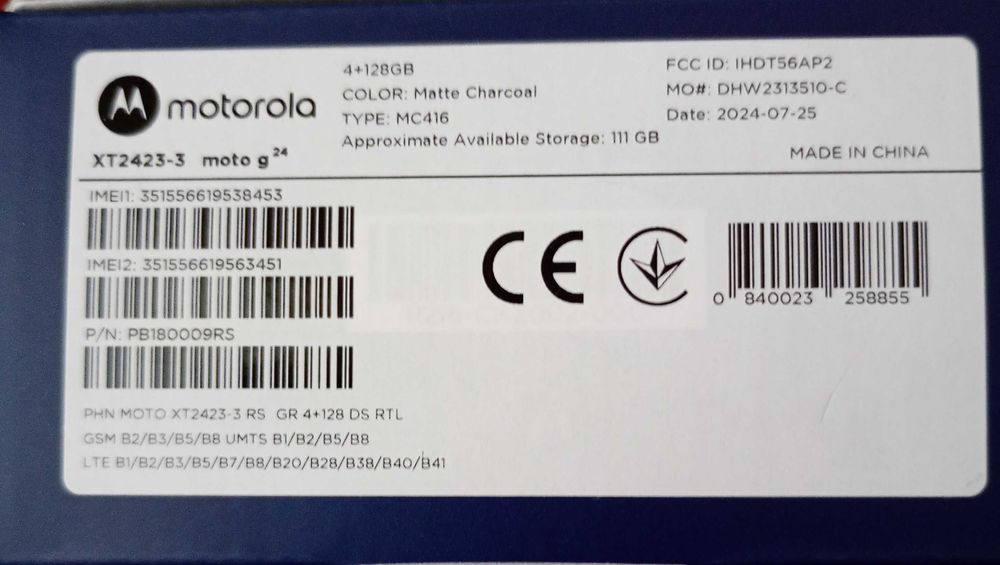 motorola
XT2423-3 moto g24
4+128GB
COLOR: Matte Charcoal
TYPE: MC416
Approximate Available Storage: 111 GB
FCC ID: IHDT56AP2
MO#: DHW2313510-C
Date: 2024-07-25
MADE IN CHINA
IMEI1: 351556619538453
IMEI2: 351556619563451
P/N: PB180009RS
PHN MOTO XT2423-3 RS GR 4+128 DS RTL
GSM B2/B3/B5/B8 UMTS B1/B2/B5/B8
LTE B1/B2/B3/B5/B7/B8/B20/B28/B38/B40/B41
CE
0 840023 258855